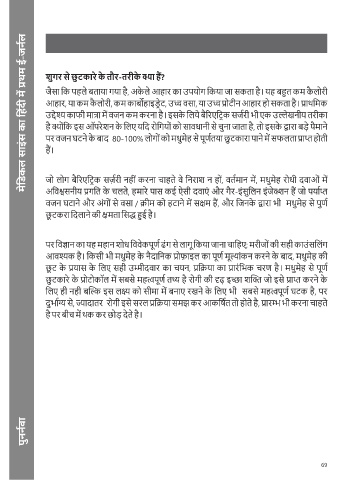 मेडिकल साइंस का हिंदी में प्रथम ई-जर्नल
शुगर से छुटकारे के तौर-तरीके क्या हैं?
जैसा कि पहले बताया गया है, अकेले आहार का उपयोग किया जा सकता है। यह बहुत कम कैलोरी
आहार, या कम कैलोरी, कम कार्बोहाइड्रेट, उच्च वसा, या उच्च प्रोटीन आहार हो सकता है। प्राथमिक
उद्देश्य काफी मात्रा में वजन कम करना है। इसके लिये बैरिएट्रिक सर्जरी भी एक उल्लेखनीय तरीका
है क्योंकि इस ऑपरेशन के लिए यदि रोगियों को सावधानी से चुना जाता है, तो इसके द्वारा बड़े पैमाने
पर वजन घटने के बाद 80-100% लोगों को मधुमेह से पूर्णतया छुटकारा पाने में सफलता प्राप्त होती
हैं।
जो लोग बैरिएट्रिक सर्जरी नहीं करना चाहते वे निराश न हों, वर्तमान में, मधुमेह रोधी दवाओं में
अविश्वसनीय प्रगति के चलते, हमारे पास कई ऐसी दवाएं और गैर-इंसुलिन इंजेक्शन हैं जो पर्याप्त
वजन घटाने और अंगों से वसा / क्रीम को हटाने में सक्षम हैं, और जिनके द्वारा भी मधुमेह से पुर्ण
छुटकरा दिलाने की क्षमता सिद्ध हुई है।
पर विज्ञान का यह महान शोध विवेकपूर्ण ढंग से लागू किया जाना चाहिए; मरीजों की सही काउंसलिंग
आवश्यक है। किसी भी मधुमेह के नैदानिक प्रोफ़ाइल का पूर्ण मूल्यांकन करने के बाद, मधुमेह की
छुट के प्रयास के लिए सही उम्मीदवार का चयन, प्रक्रिया का प्रारंभिक चरण है। मधुमेह से पूर्ण
छुटकारे के प्रोटोकॉल में सबसे महत्वपूर्ण तथ्य है रोगी की दृढ़ इच्छा शक्ति जो इसे प्राप्त करने के
लिए ही नही बल्कि इस लक्ष्य को सीमा में बनाए रखने के लिए भी सबसे महत्वपूर्ण घटक है, पर
दुर्भाग्य से, ज्यादातर रोगी इसे सरल प्रक्रिया समझ कर आकर्षित तो होते है, प्रारम्भ भी करना चाहते
है पर बीच में थक कर छोड़ देते है।
पुनर्नवा
69